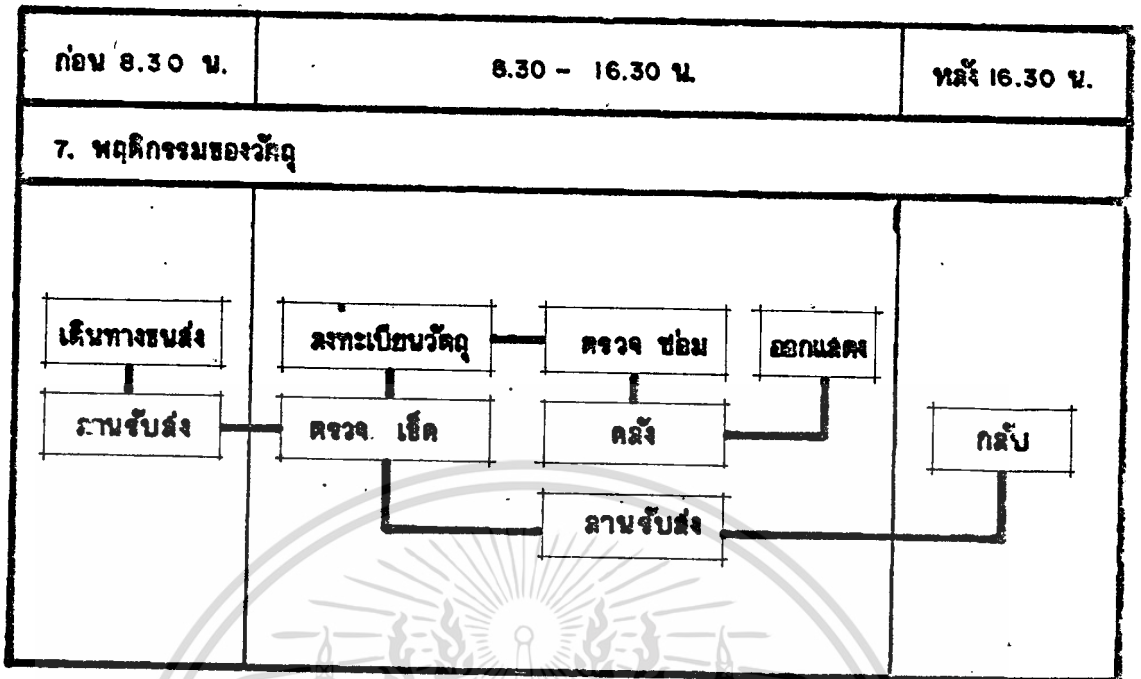 ก่อน 8.30 น.
8.30 - 16.30 น.
หลัง 16.30 น.
7. พฤติกรรมของวัตถุ
เดินทางขนส่ง
ลงทะเบียนวัตถุ
ตรวจ ซ่อม
ออกแสดง
ลานรับส่ง
ตรวจ เช็ค
คลัง
กลับ
ลานรับส่ง